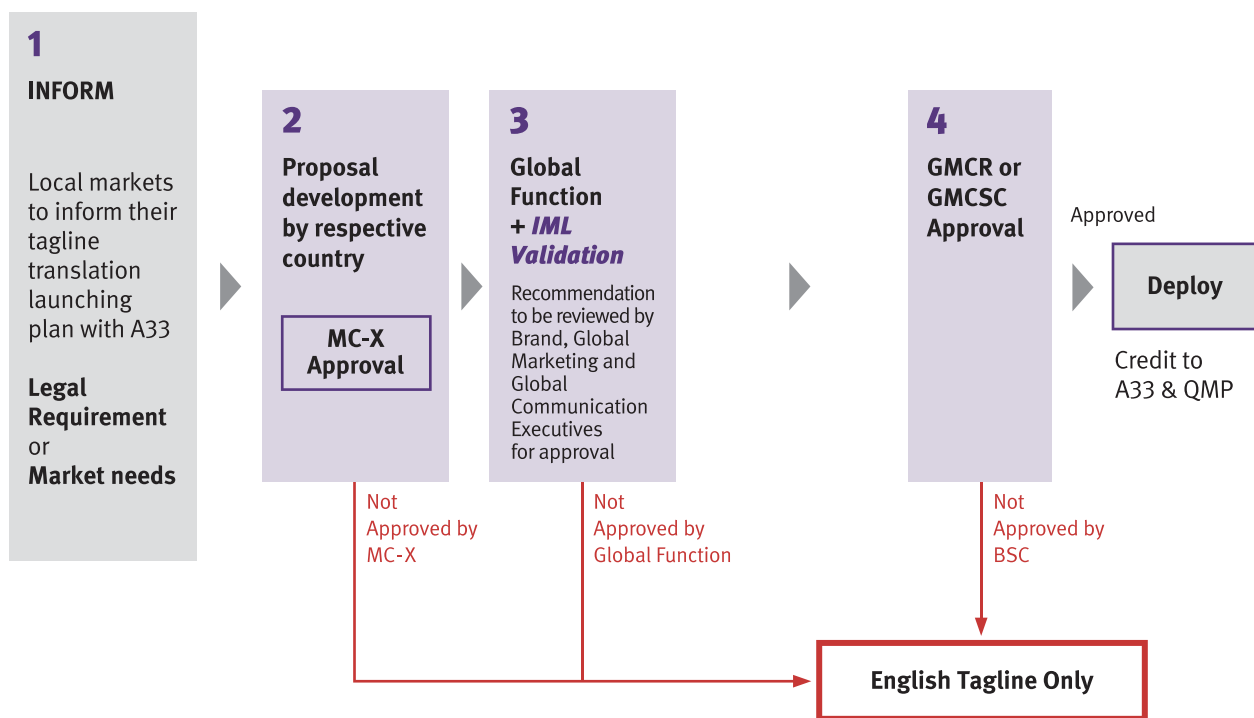 1
INFORM
Local markets
to inform their
tagline
translation
launching
plan with A33
Legal
Requirement
or
Market needs
2
Proposal
development
by respective
country
MC-X
Approval
Not
Approved by
MC-X
3
Global
Function
+ IML
Validation
Recommendation
to be reviewed by
Brand, Global
Marketing and
Global
Communication
Executives
for approval
Not
Approved by
Global Function
4
GMCR or
GMCSC
Approval
Not
Approved by
BSC
Approved
Deploy
Credit to
A33 & QMP
English Tagline Only